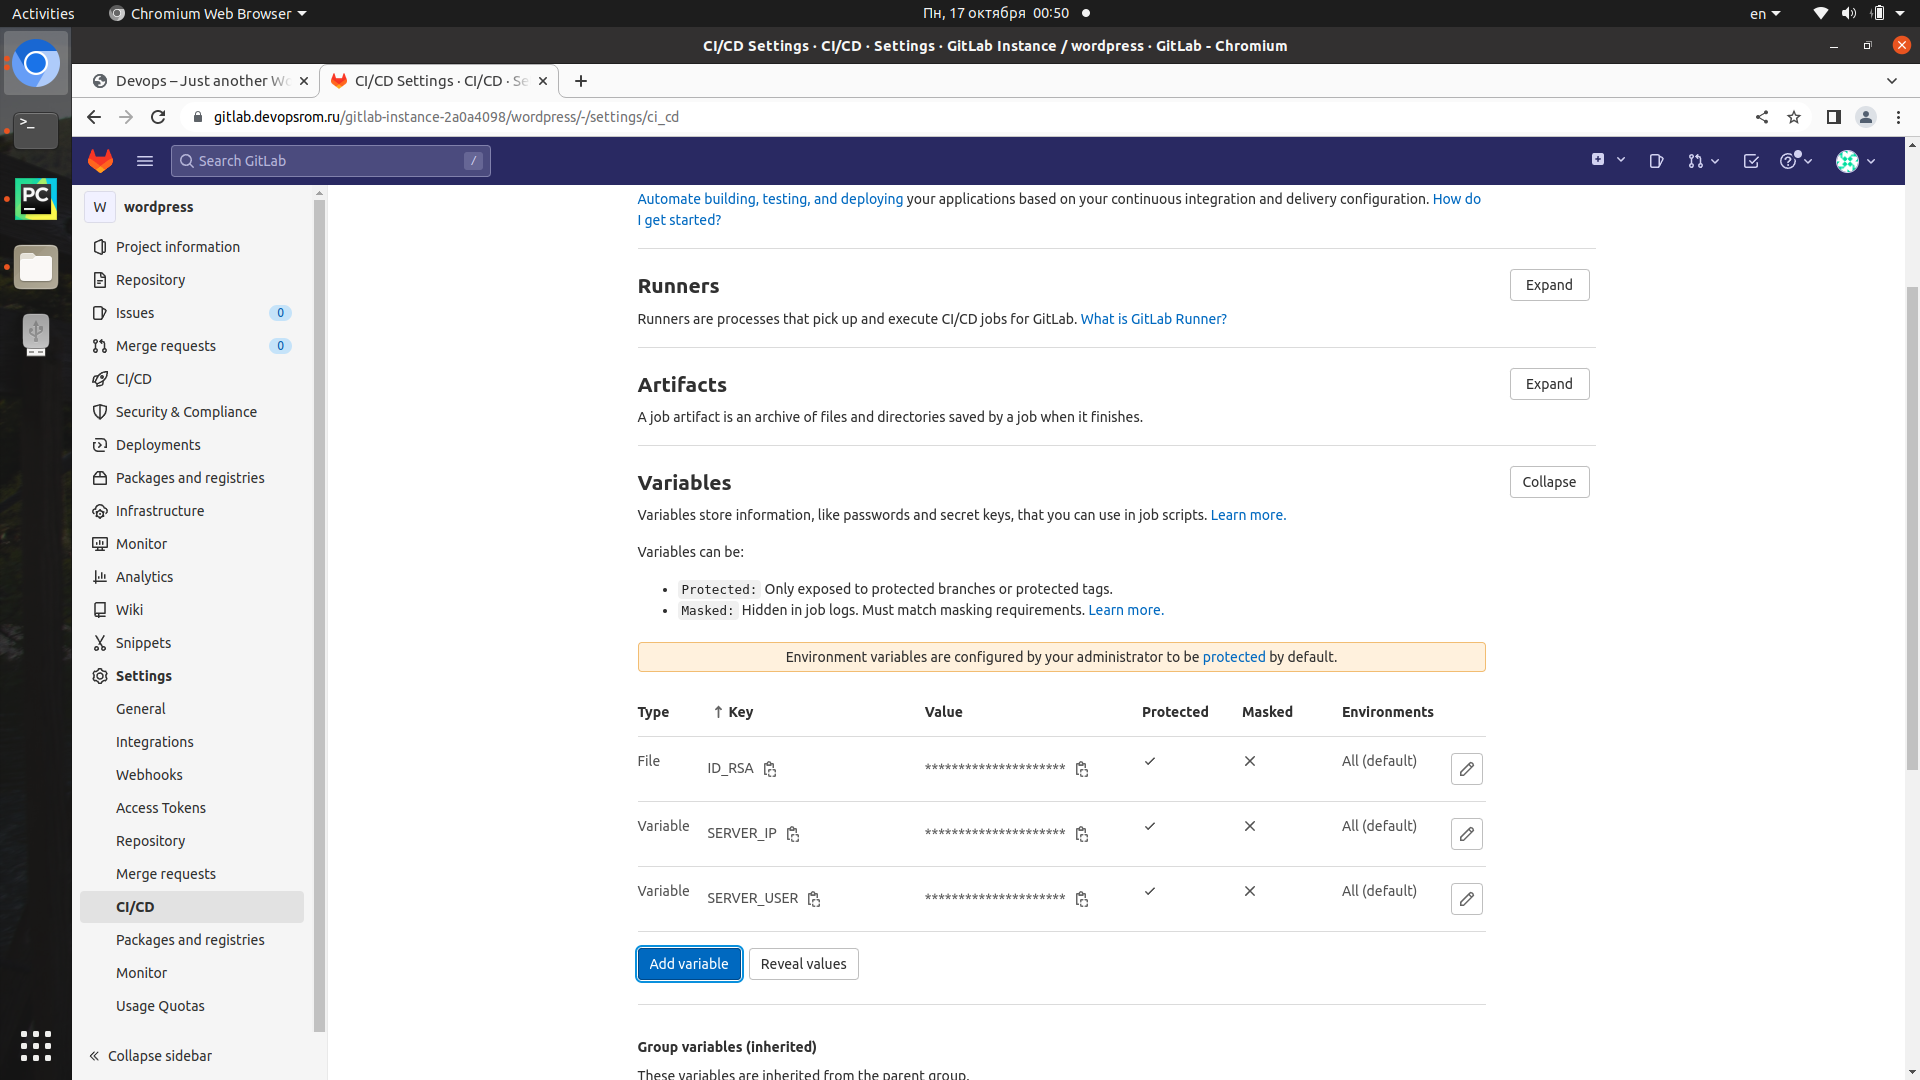 Activities
Chromium Web Browser
Пн, 17 октября 00:50
en
CI/CD Settings · CI/CD · Settings · GitLab Instance / wordpress · GitLab - Chromium
Devops – Just another Wo
CI/CD Settings · CI/CD · Se
gitlab.devopsrom.ru/gitlab-instance-2a0a4098/wordpress/-/settings/ci_cd
Search GitLab
/
W wordpress
Project information
Repository
Issues 0
Merge requests 0
CI/CD
Security & Compliance
Deployments
Packages and registries
Infrastructure
Monitor
Analytics
Wiki
Snippets
Settings
General
Integrations
Webhooks
Access Tokens
Repository
Merge requests
CI/CD
Packages and registries
Monitor
Usage Quotas
Collapse sidebar
>_
PC
Automate building, testing, and deploying your applications based on your continuous integration and delivery configuration. How do
I get started?
Runners
Expand
Runners are processes that pick up and execute CI/CD jobs for GitLab. What is GitLab Runner?
Artifacts
Expand
A job artifact is an archive of files and directories saved by a job when it finishes.
Variables
Collapse
Variables store information, like passwords and secret keys, that you can use in job scripts. Learn more.
Variables can be:
• Protected: Only exposed to protected branches or protected tags.
• Masked: Hidden in job logs. Must match masking requirements. Learn more.
Environment variables are configured by your administrator to be protected by default.
Type ↑ Key Value Protected Masked Environments
File ID_RSA ********************* All (default)
Variable SERVER_IP ********************* All (default)
Variable SERVER_USER ********************* All (default)
Add variable
Reveal values
Group variables (inherited)
These variables are inherited from the parent group.